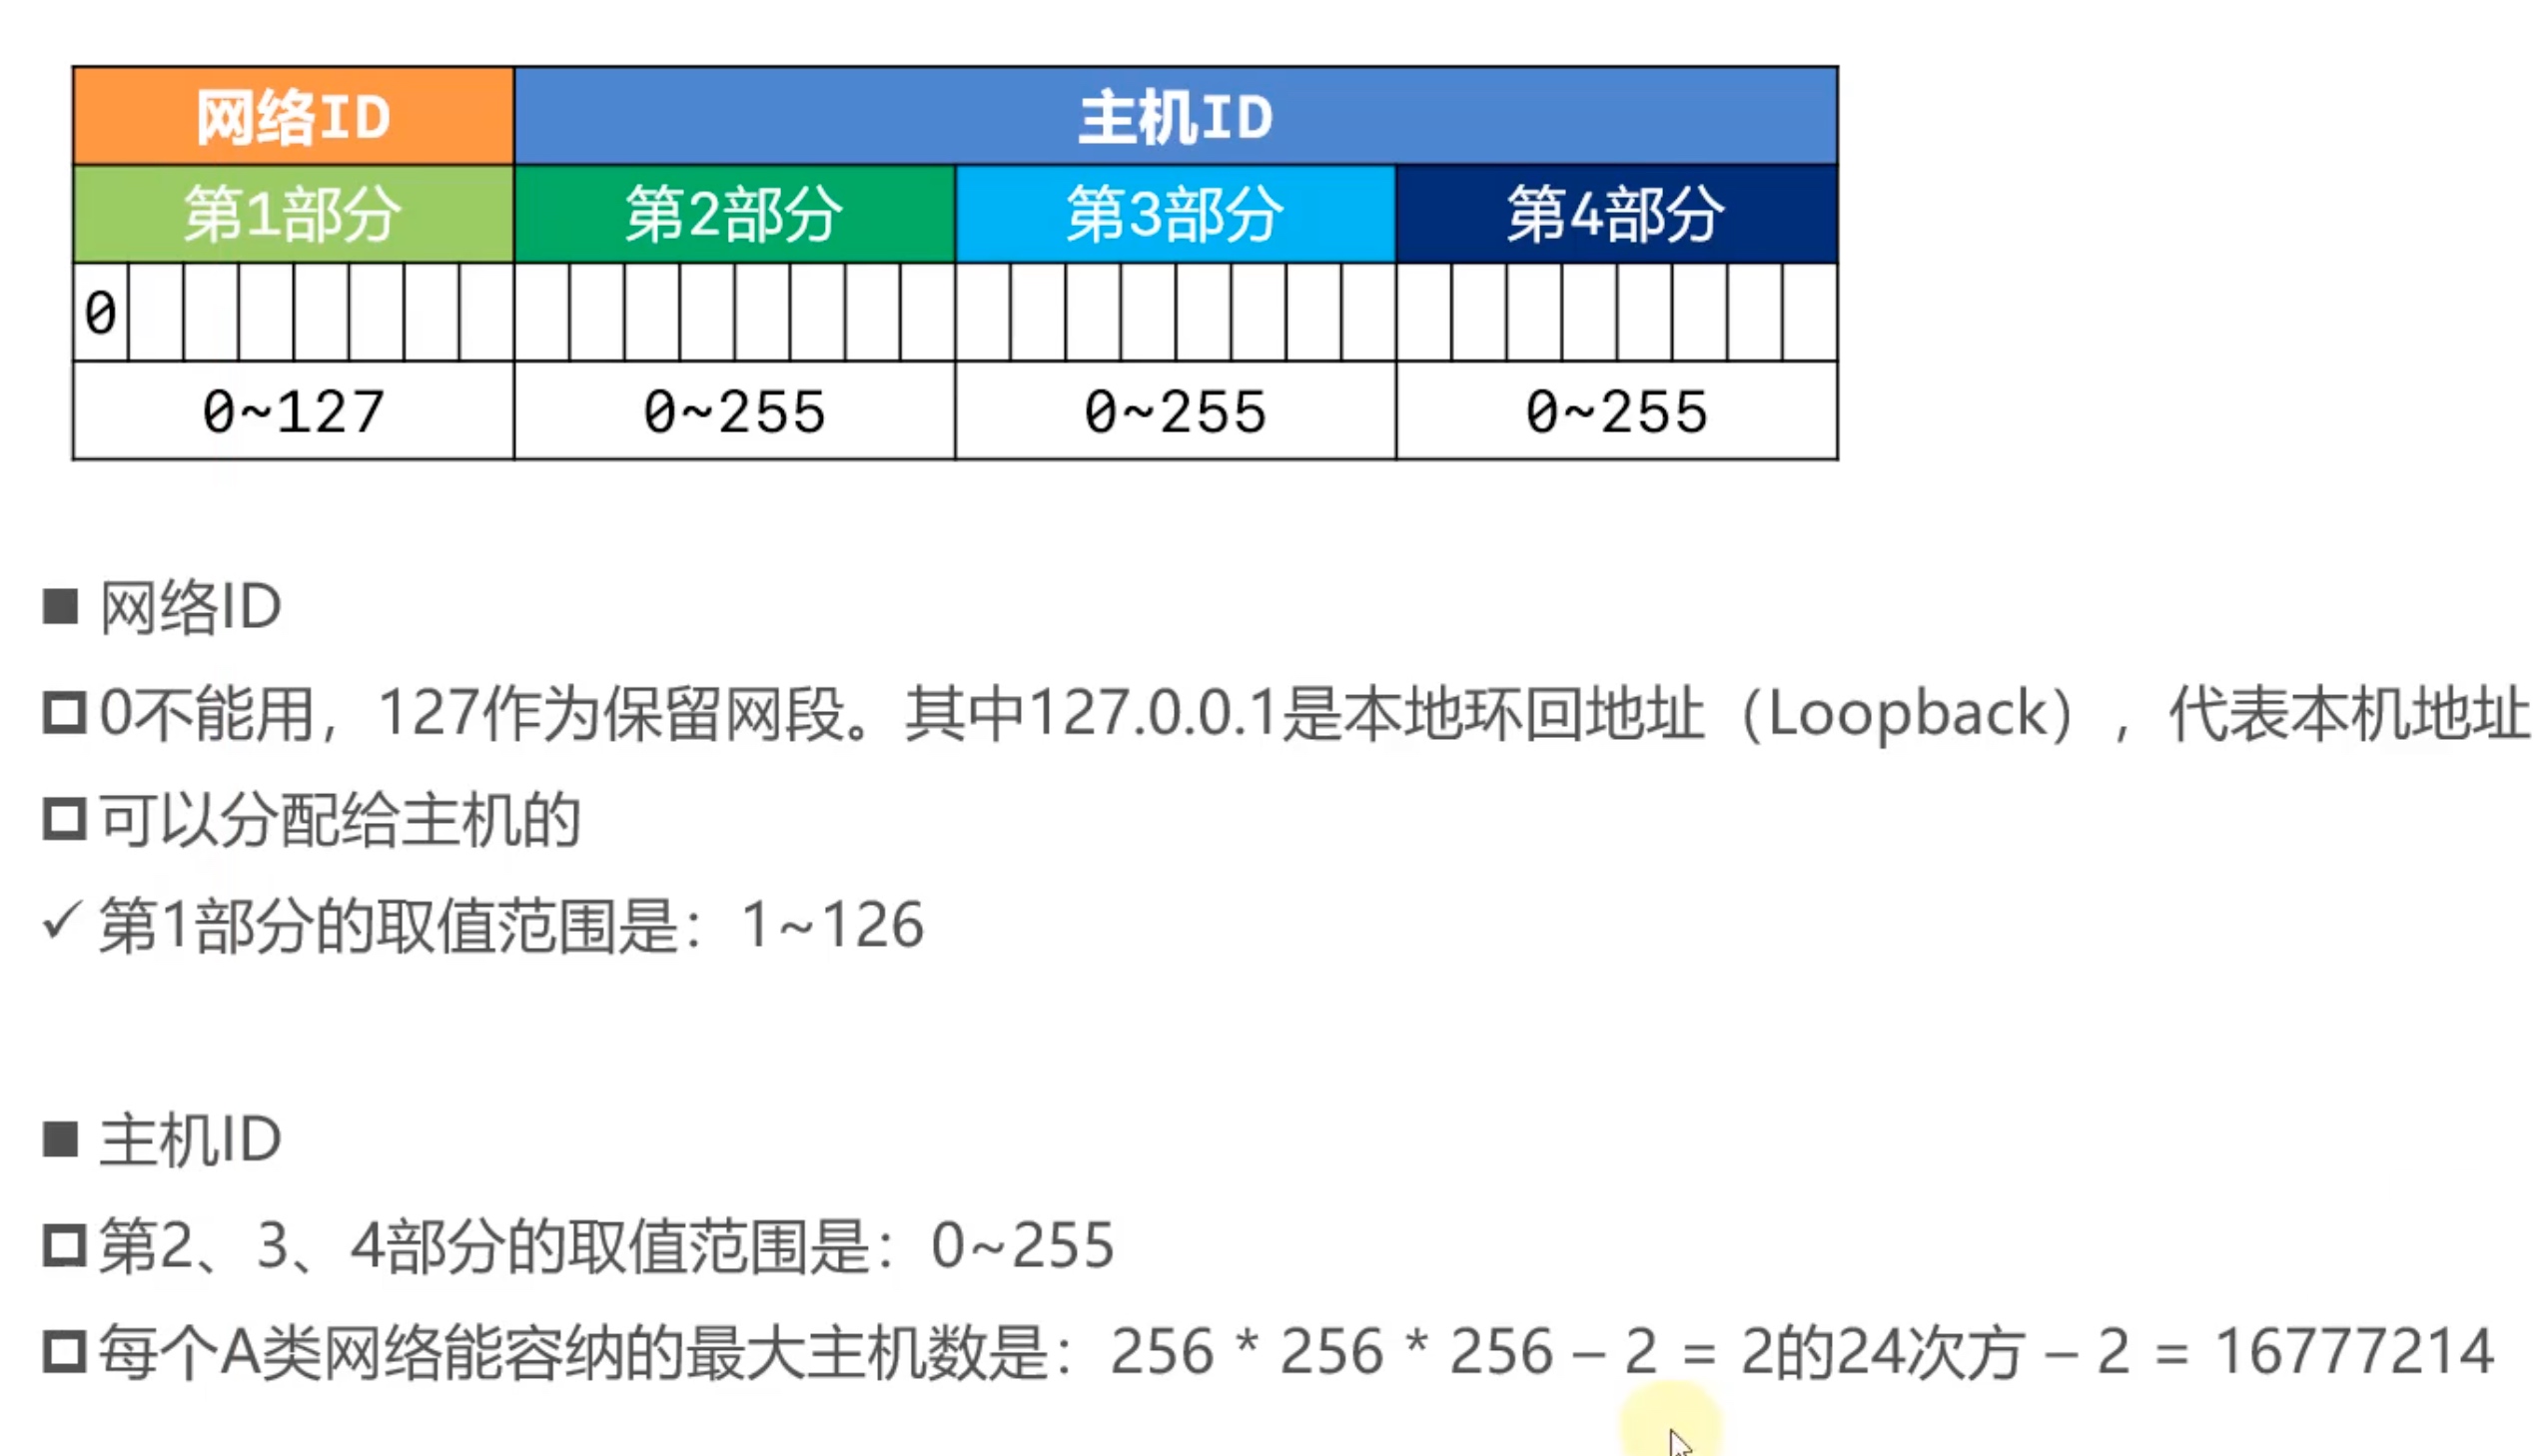 网络ID 主机ID
第1部分 第2部分 第3部分 第4部分
0
0~127 0~255 0~255 0~255
■ 网络ID
□ 0不能用，127作为保留网段。其中127.0.0.1是本地环回地址（Loopback），代表本机地址
□ 可以分配给主机的
✓ 第1部分的取值范围是：1~126
■ 主机ID
□ 第2、3、4部分的取值范围是：0~255
□ 每个A类网络能容纳的最大主机数是：256 * 256 * 256 – 2 = 2的24次方 – 2 = 16777214